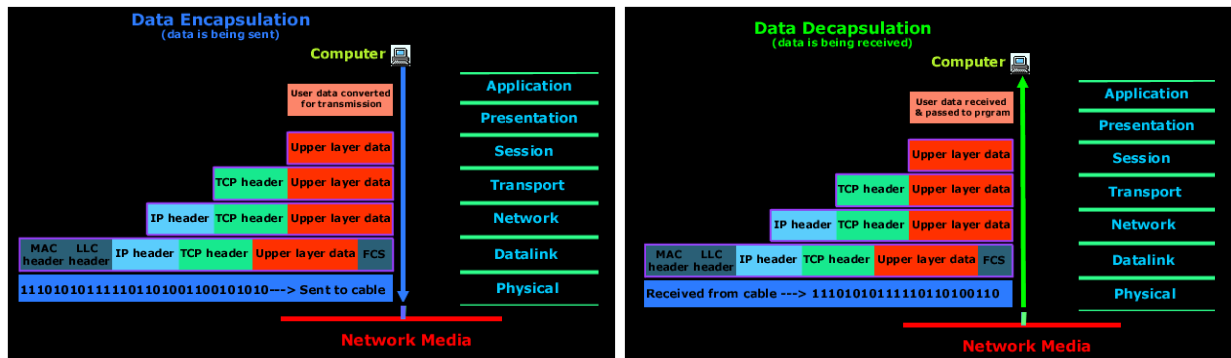 Data Encapsulation
(data is being sent)
Computer
User data converted
for transmission
Application
Presentation
Upper layer data
Session
TCP header Upper layer data
Transport
IP header TCP header Upper layer data
Network
MAC header LLC header IP header TCP header Upper layer data FCS
Datalink
1110101011111011010011001010​10---> Sent to cable
Physical
Network Media
Data Decapsulation
(data is being received)
Computer
User data received
& passed to prgram
Application
Presentation
Upper layer data
Session
TCP header Upper layer data
Transport
IP header TCP header Upper layer data
Network
MAC header LLC header IP header TCP header Upper layer data FCS
Datalink
Received from cable ---> 11101010111110110100110
Physical
Network Media